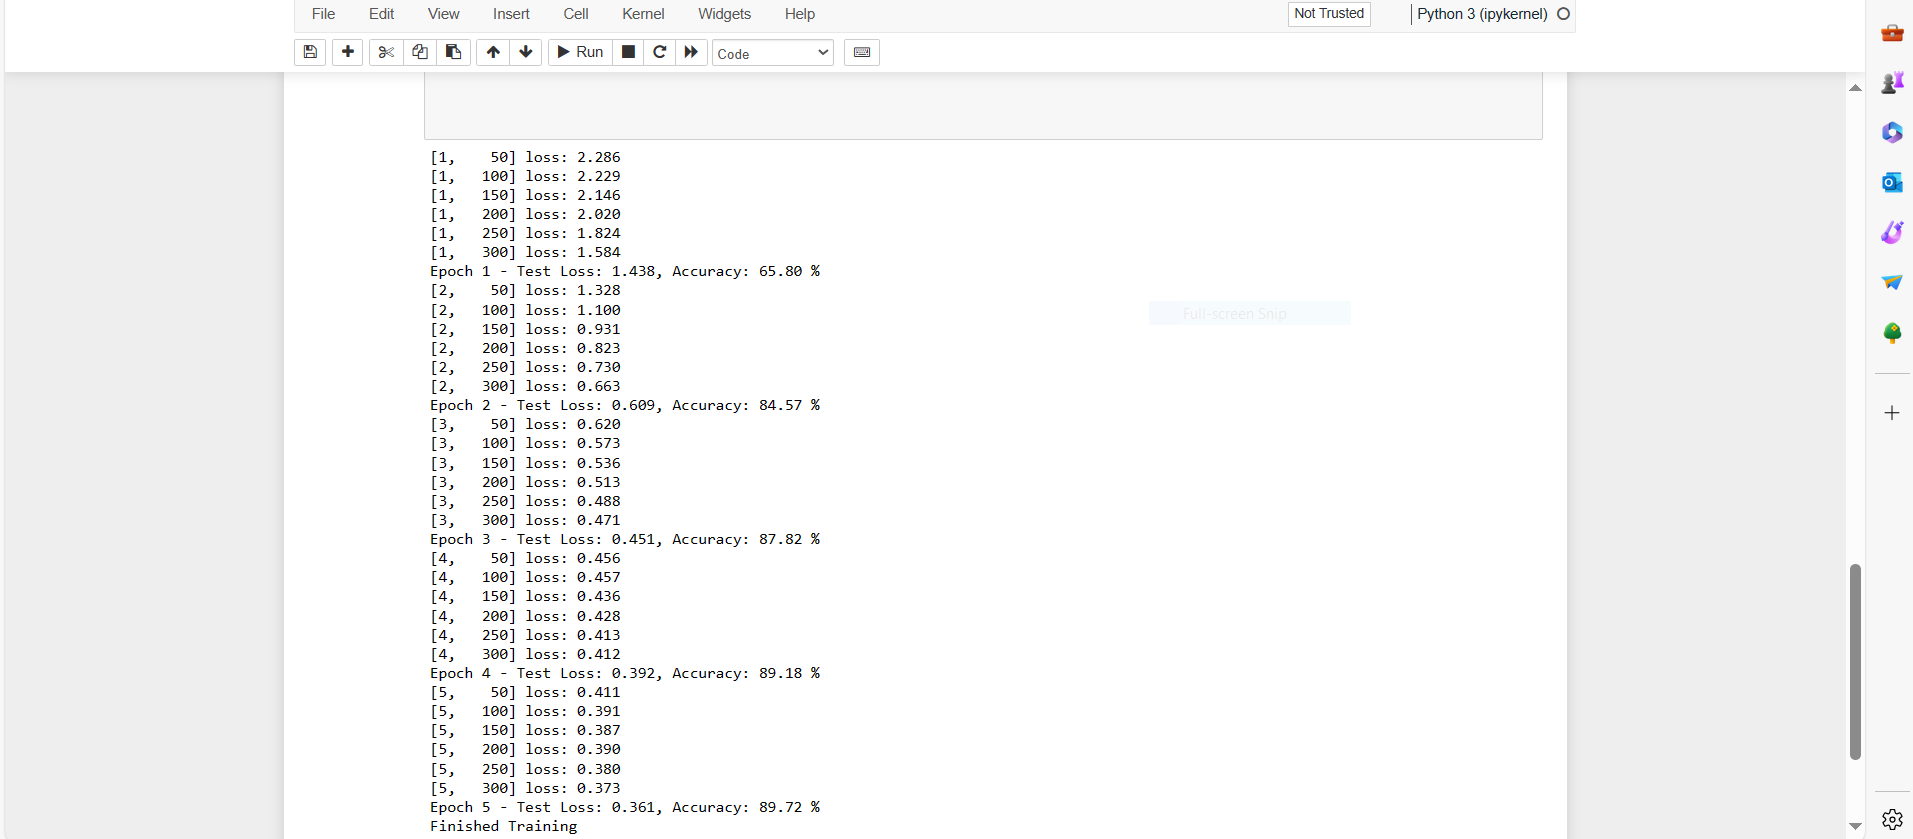 File Edit View Insert Cell Kernel Widgets Help Not Trusted Python 3 (ipykernel)
Run Code
[1,    50] loss: 2.286
[1,   100] loss: 2.229
[1,   150] loss: 2.146
[1,   200] loss: 2.020
[1,   250] loss: 1.824
[1,   300] loss: 1.584
Epoch 1 - Test Loss: 1.438, Accuracy: 65.80 %
[2,    50] loss: 1.328
[2,   100] loss: 1.100
Full-screen Snip
[2,   150] loss: 0.931
[2,   200] loss: 0.823
[2,   250] loss: 0.730
[2,   300] loss: 0.663
Epoch 2 - Test Loss: 0.609, Accuracy: 84.57 %
[3,    50] loss: 0.620
[3,   100] loss: 0.573
[3,   150] loss: 0.536
[3,   200] loss: 0.513
[3,   250] loss: 0.488
[3,   300] loss: 0.471
Epoch 3 - Test Loss: 0.451, Accuracy: 87.82 %
[4,    50] loss: 0.456
[4,   100] loss: 0.457
[4,   150] loss: 0.436
[4,   200] loss: 0.428
[4,   250] loss: 0.413
[4,   300] loss: 0.412
Epoch 4 - Test Loss: 0.392, Accuracy: 89.18 %
[5,    50] loss: 0.411
[5,   100] loss: 0.391
[5,   150] loss: 0.387
[5,   200] loss: 0.390
[5,   250] loss: 0.380
[5,   300] loss: 0.373
Epoch 5 - Test Loss: 0.361, Accuracy: 89.72 %
Finished Training